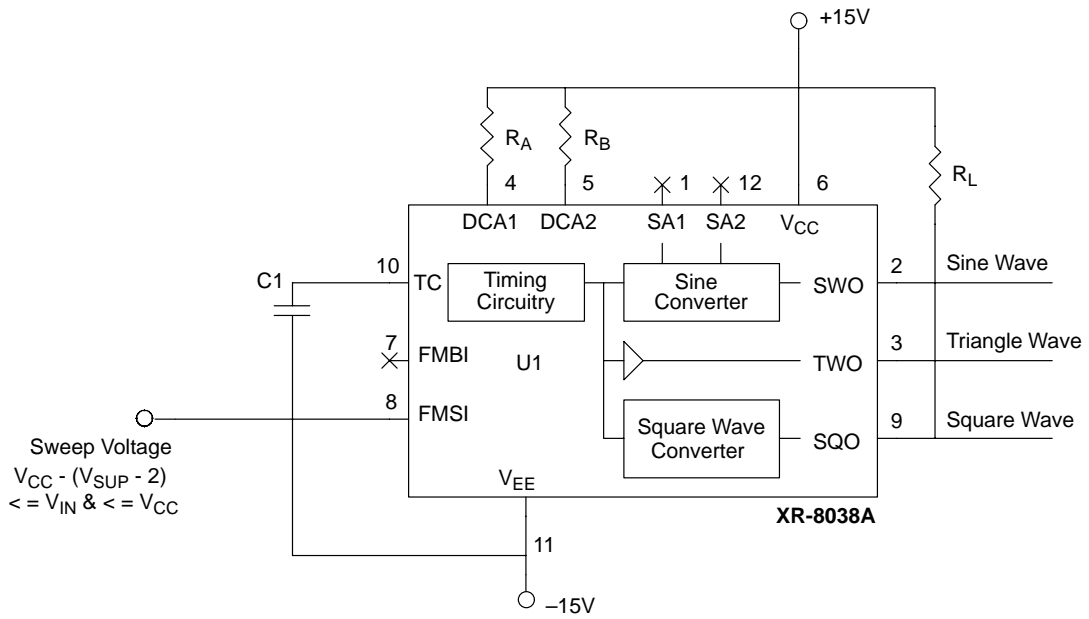 +15V
R_A
R_B
R_L
4
5
1
12
6
DCA1
DCA2
SA1
SA2
V_CC
10
TC
Timing
Circuitry
Sine
Converter
SWO
2
Sine Wave
C1
7
FMBI
U1
TWO
3
Triangle Wave
8
FMSI
Square Wave
Converter
SQO
9
Square Wave
Sweep Voltage
V_CC - (V_SUP - 2)
< = V_IN & < = V_CC
V_EE
XR-8038A
11
–15V